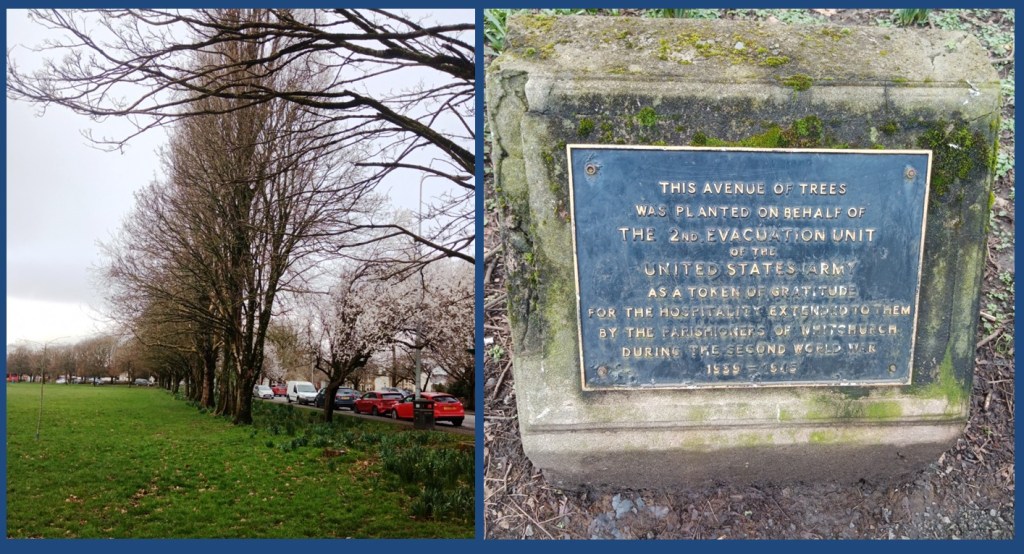 THIS AVENUE OF TREES
WAS PLANTED ON BEHALF OF
THE 2ND. EVACUATION UNIT
OF THE
UNITED STATES ARMY
AS A TOKEN OF GRATITUDE
FOR THE HOSPITALITY EXTENDED TO THEM
BY THE PARISHIONERS OF WHITCHURCH
DURING THE SECOND WORLD WAR
1939 - 1945